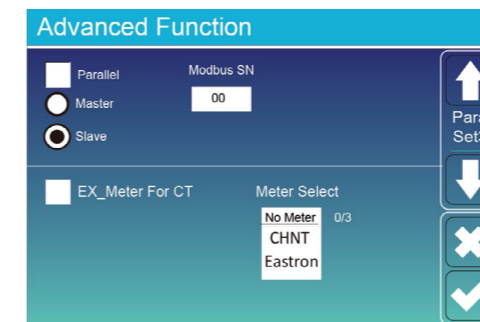 Advanced Function
Parallel
Modbus SN
Master
00
Slave
EX_Meter For CT
Meter Select
No Meter 0/3
CHNT
Eastron